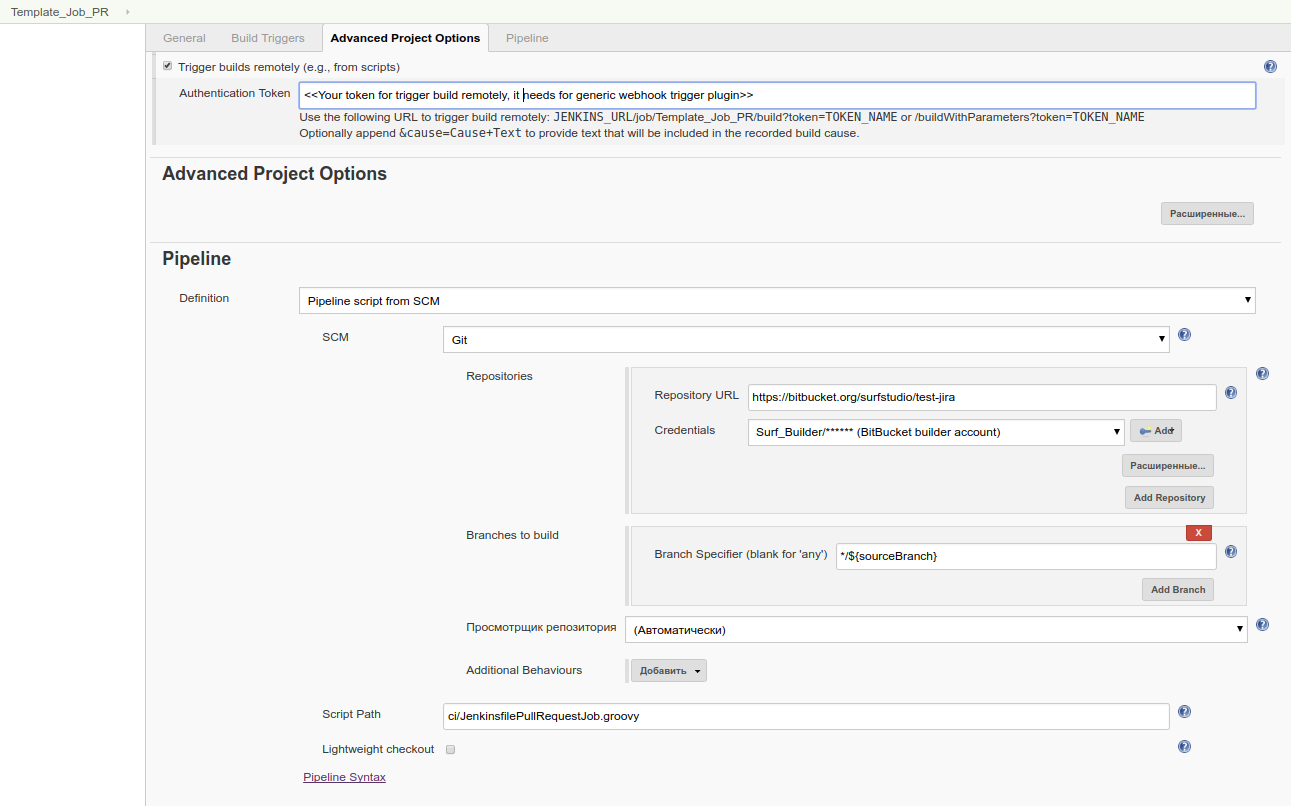 Template_Job_PR
General Build Triggers Advanced Project Options Pipeline
Trigger builds remotely (e.g., from scripts)
Authentication Token <<Your token for trigger build remotely, it needs for generic webhook trigger plugin>>
Use the following URL to trigger build remotely: JENKINS_URL/job/Template_Job_PR/build?token=TOKEN_NAME or /buildWithParameters?token=TOKEN_NAME
Optionally append &cause=Cause+Text to provide text that will be included in the recorded build cause.
Advanced Project Options
Расширенные...
Pipeline
Definition Pipeline script from SCM
SCM Git
Repositories
Repository URL https://bitbucket.org/surfstudio/test-jira
Credentials Surf_Builder/****** (BitBucket builder account) Add
Расширенные...
Add Repository
Branches to build
X
Branch Specifier (blank for 'any') */${sourceBranch}
Add Branch
Просмотрщик репозитория (Автоматически)
Additional Behaviours Добавить
Script Path ci/JenkinsfilePullRequestJob.groovy
Lightweight checkout
Pipeline Syntax